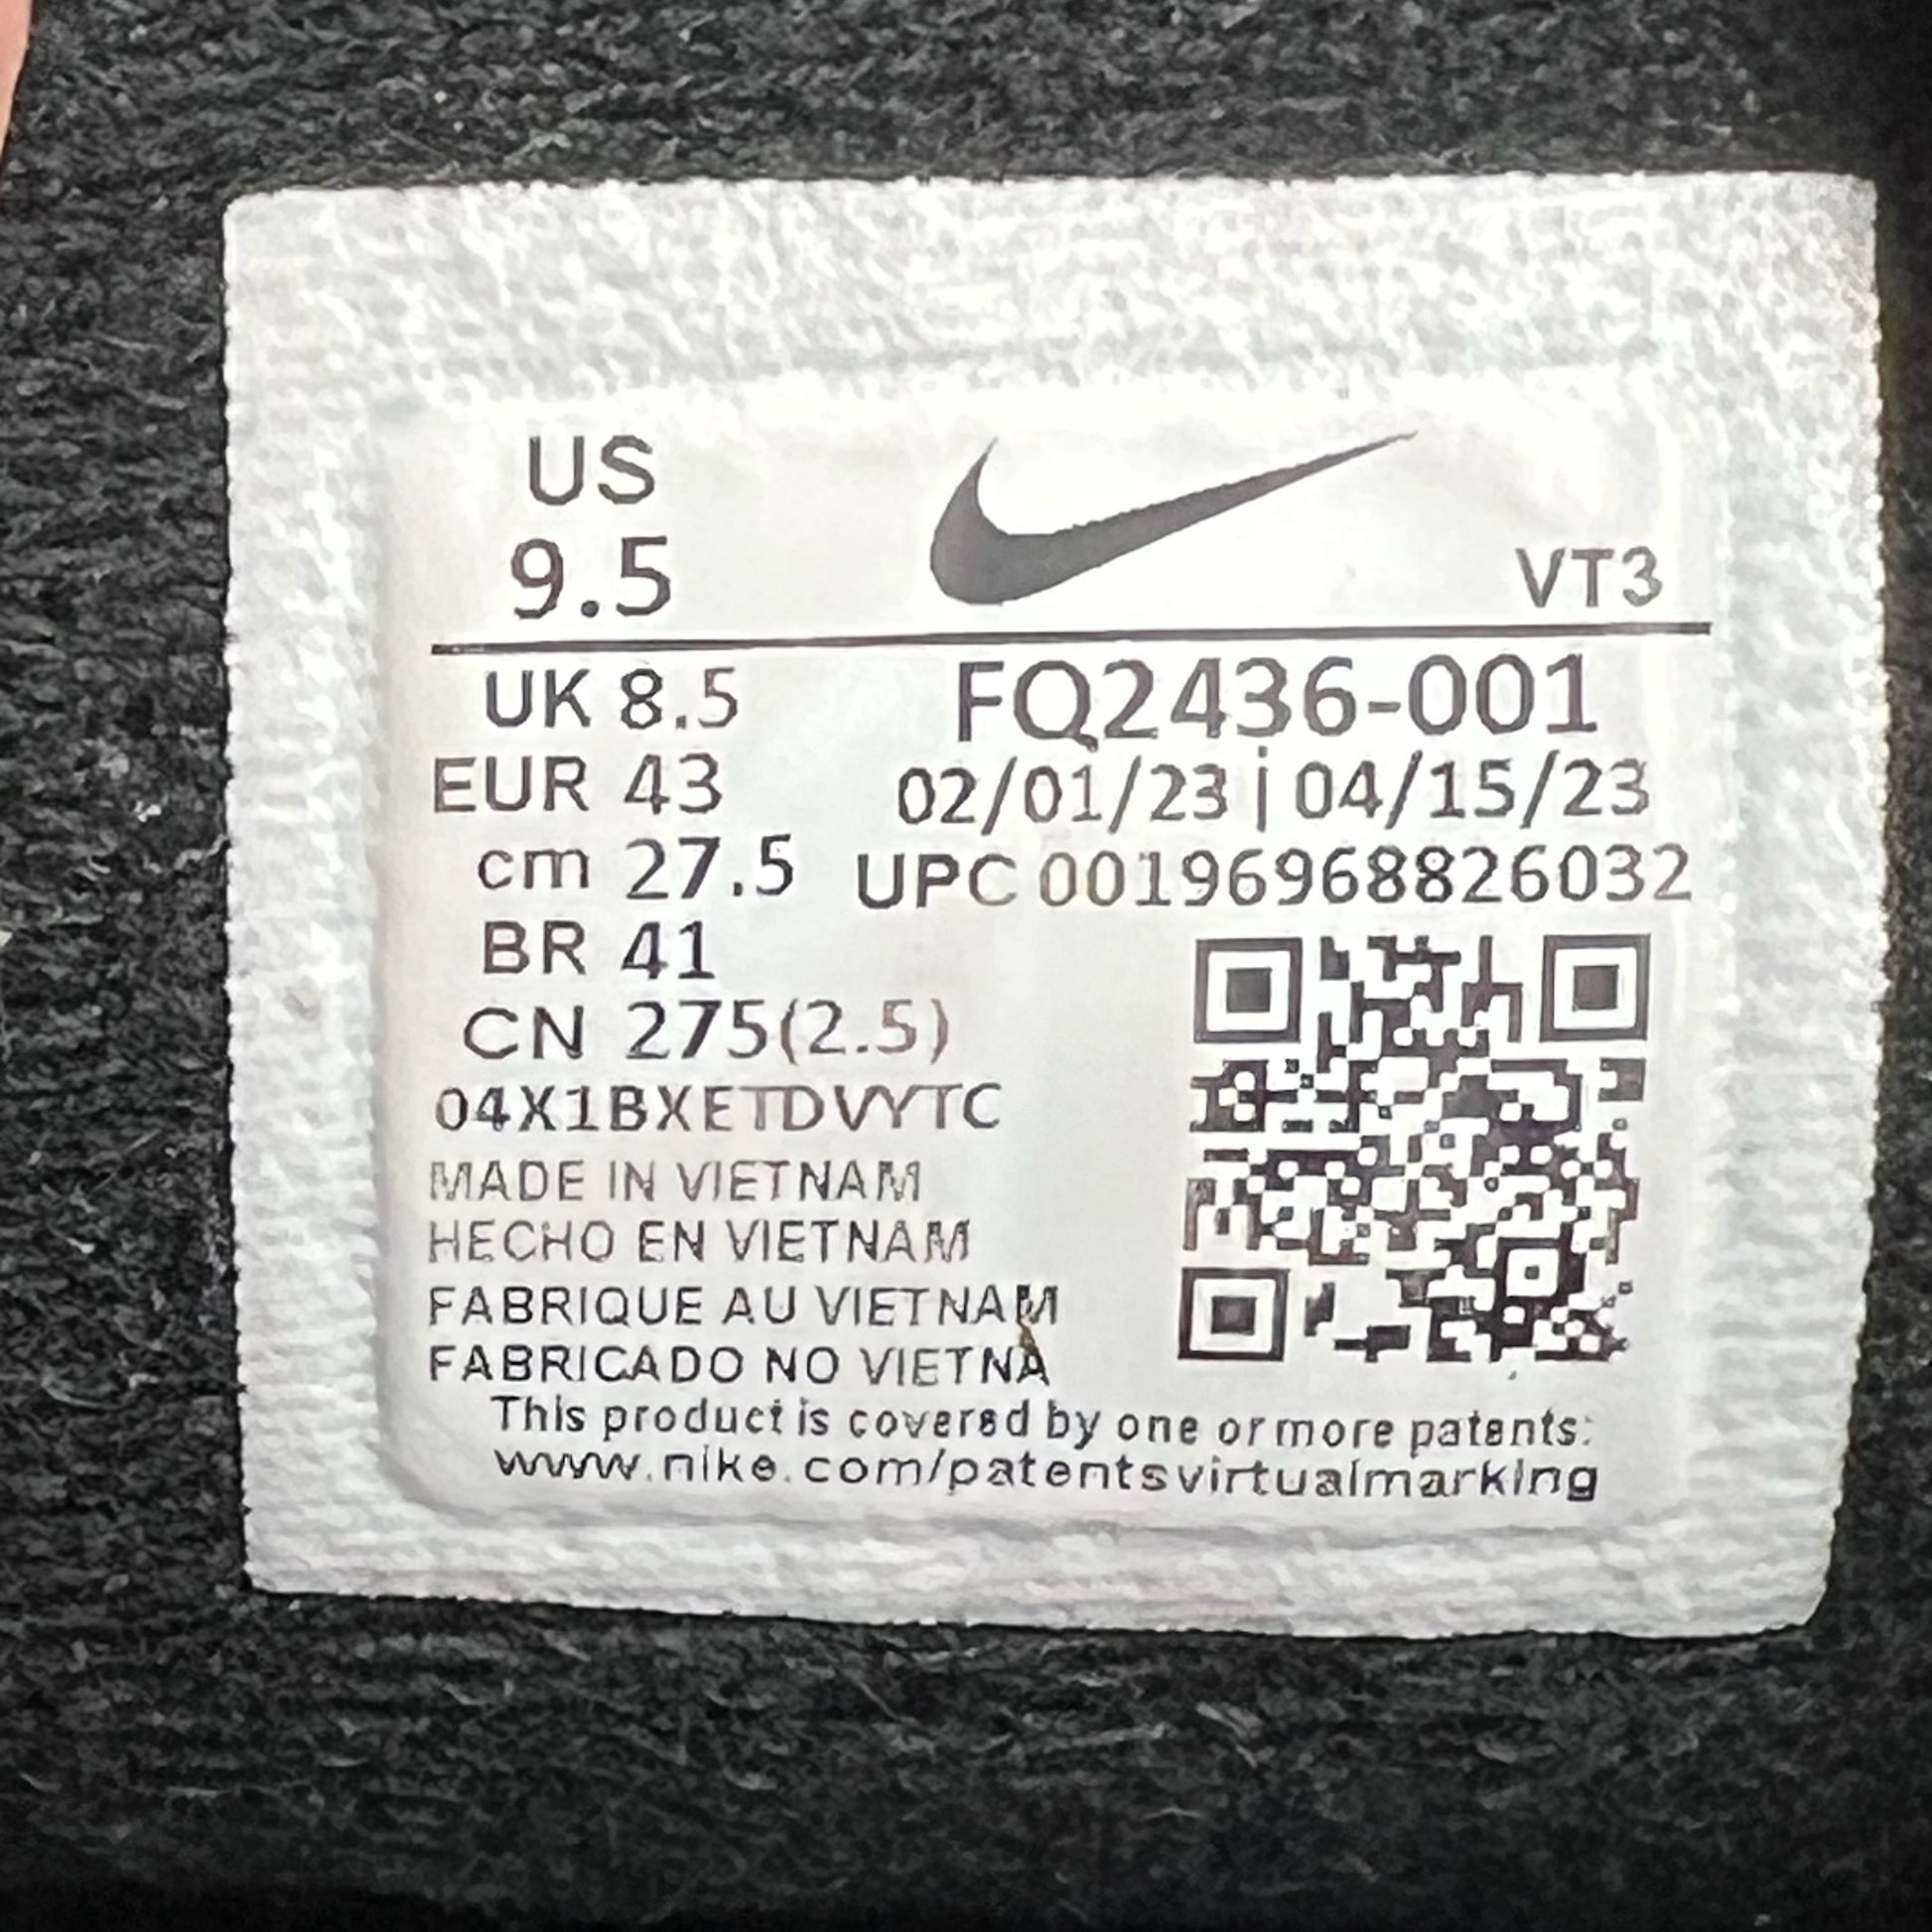 US
9.5
VT3
UK 8.5
FQ2436-001
EUR 43
02/01/23 | 04/15/23
cm 27.5
UPC 00196968826032
BR 41
CN 275(2.5)
04X1BXETDVYTC
MADE IN VIETNAM
HECHO EN VIETNAM
FABRIQUE AU VIETNAM
FABRICADO NO VIETNA
This product is covered by one or more patents:
www.nike.com/patentsvirtualmarking